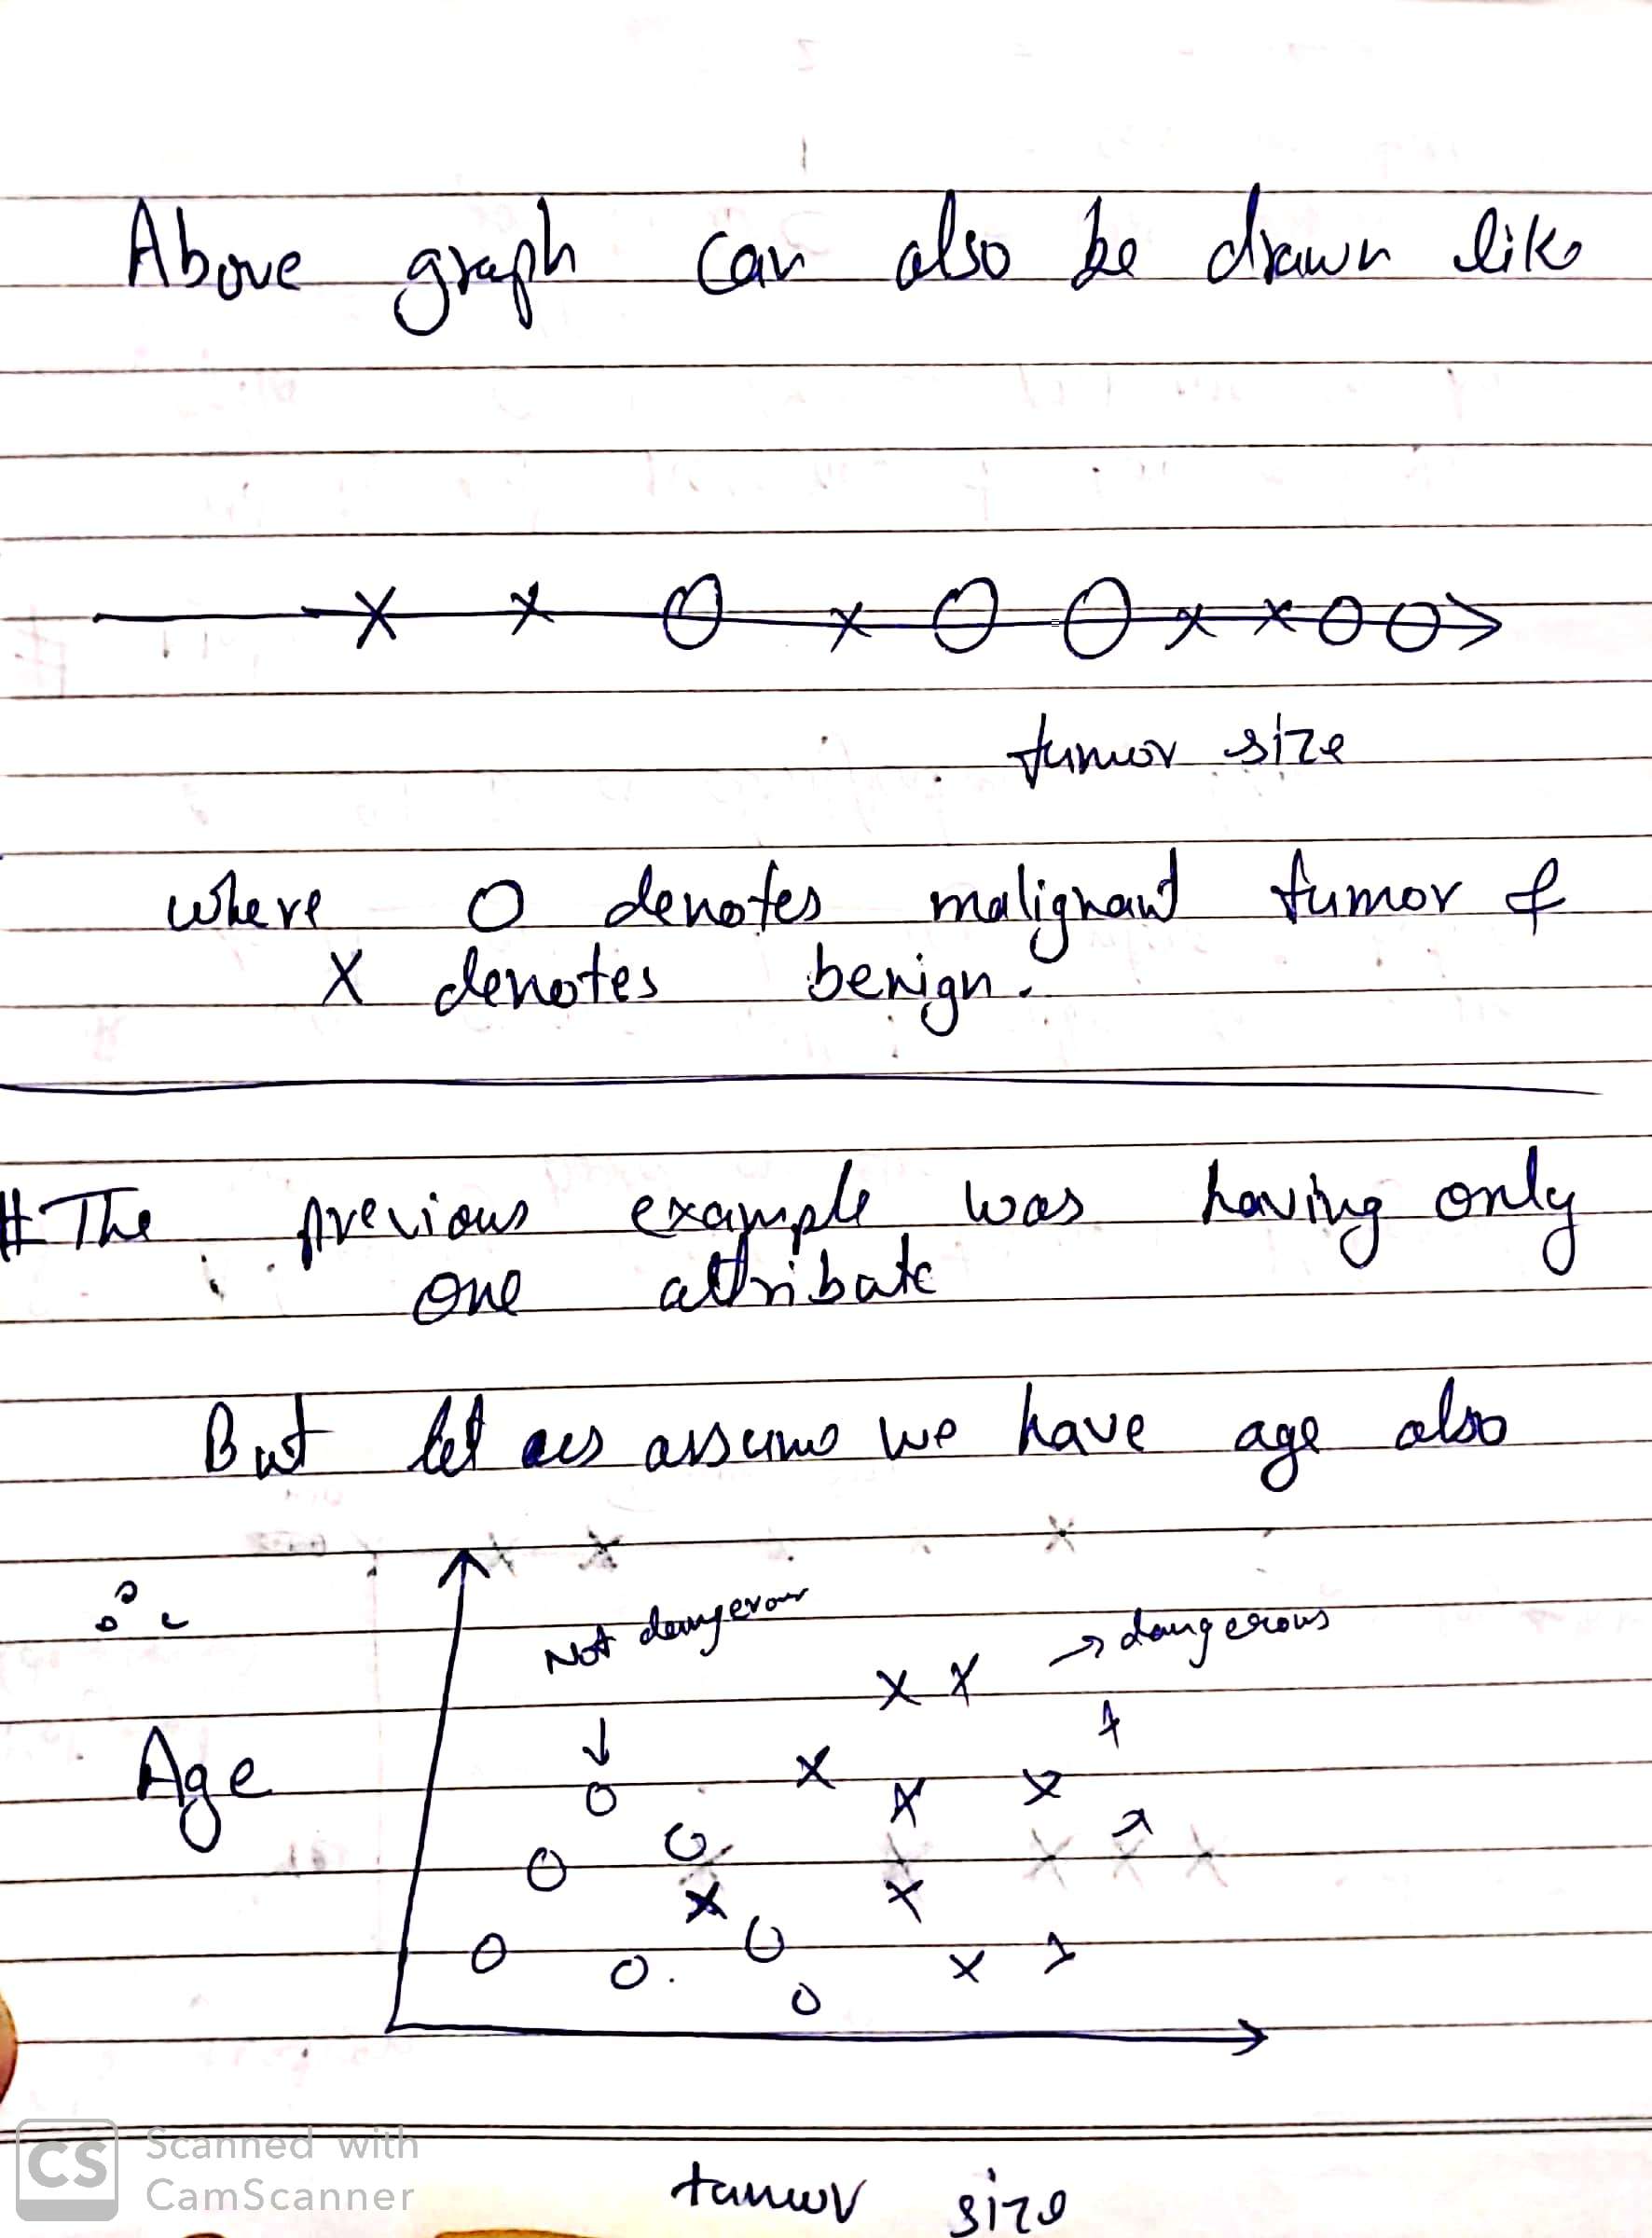 Above graph can also be drawn like
X X O X O O X X O O
tumor size
where O denotes malignant tumor &
X denotes benign.
# The previous example was having only
one attribute
But let us assume we have age also
Not dangerous
→ dangerous
Age
tumor size
CS Scanned with
CamScanner